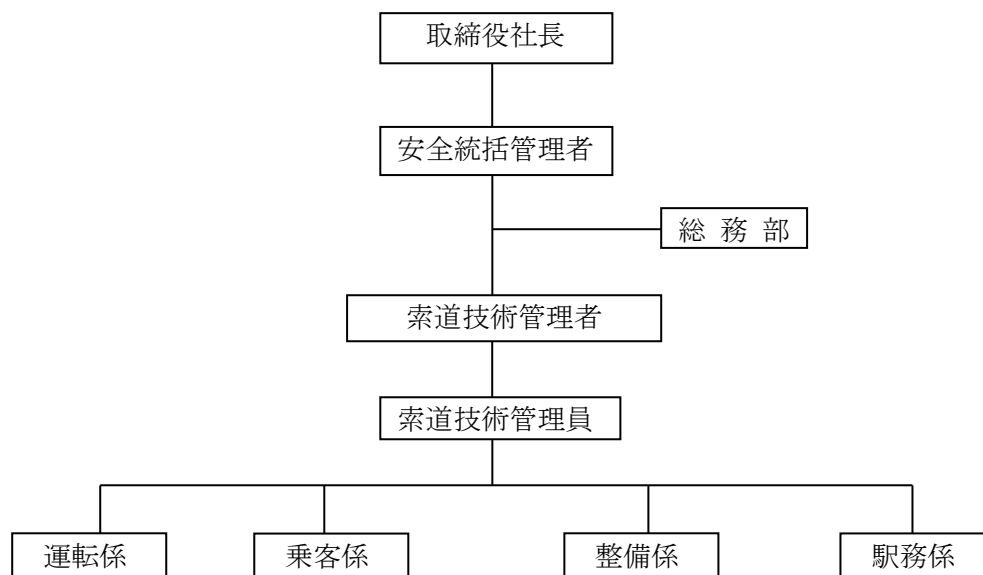 取締役社長
安全統括管理者
総 務 部
索道技術管理者
索道技術管理員
運転係
乗客係
整備係
駅務係